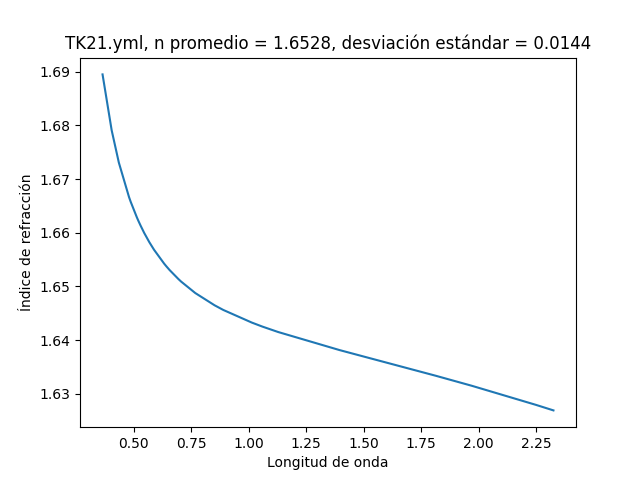 TK21.yml, n promedio = 1.6528, desviación estándar = 0.0144
1.69
1.68
1.67
1.66
1.65
1.64
1.63
Índice de refracción
0.50 0.75 1.00 1.25 1.50 1.75 2.00 2.25
Longitud de onda